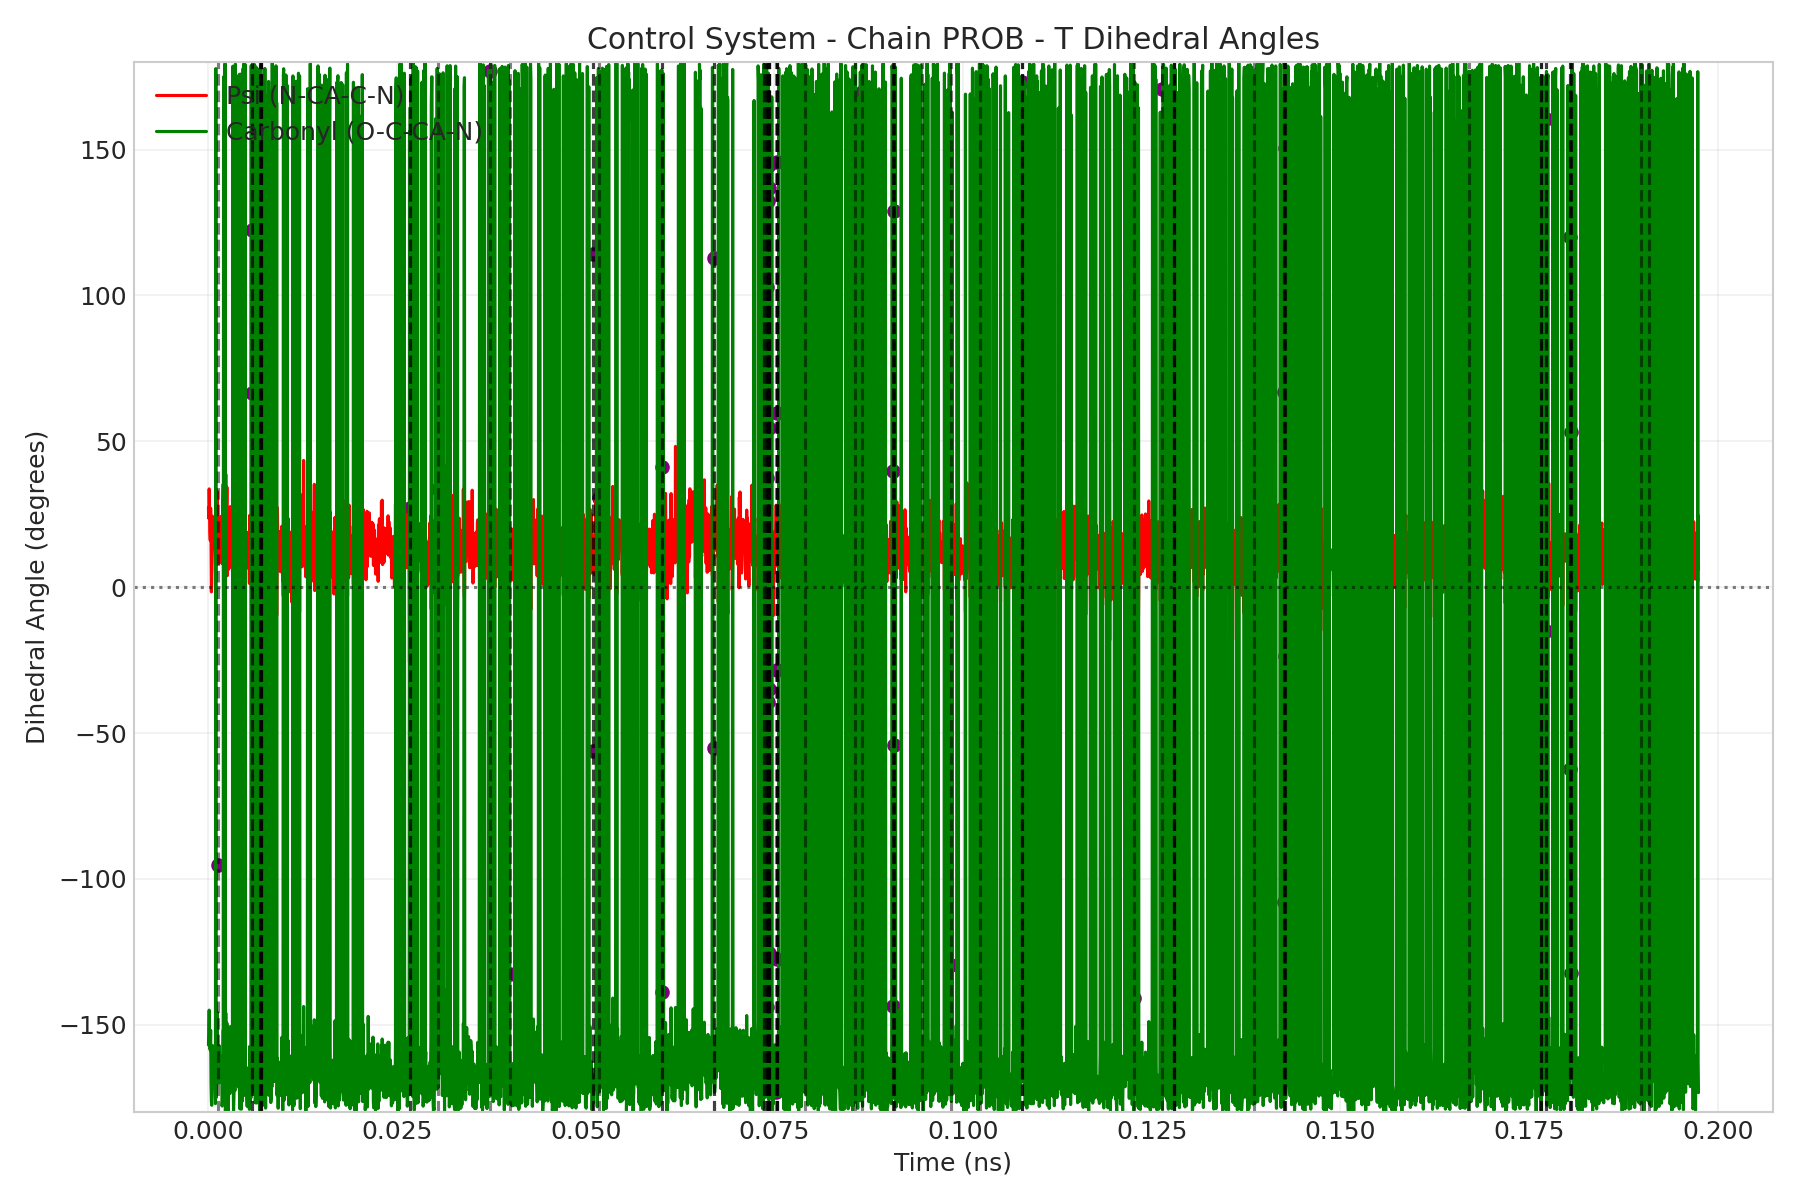 Control System - Chain PROB - T Dihedral Angles
Psi (N-CA-C-N)
Carbonyl (O-C-CA-N)
Dihedral Angle (degrees)
150
100
50
0
−50
−100
−150
0.000 0.025 0.050 0.075 0.100 0.125 0.150 0.175 0.200
Time (ns)